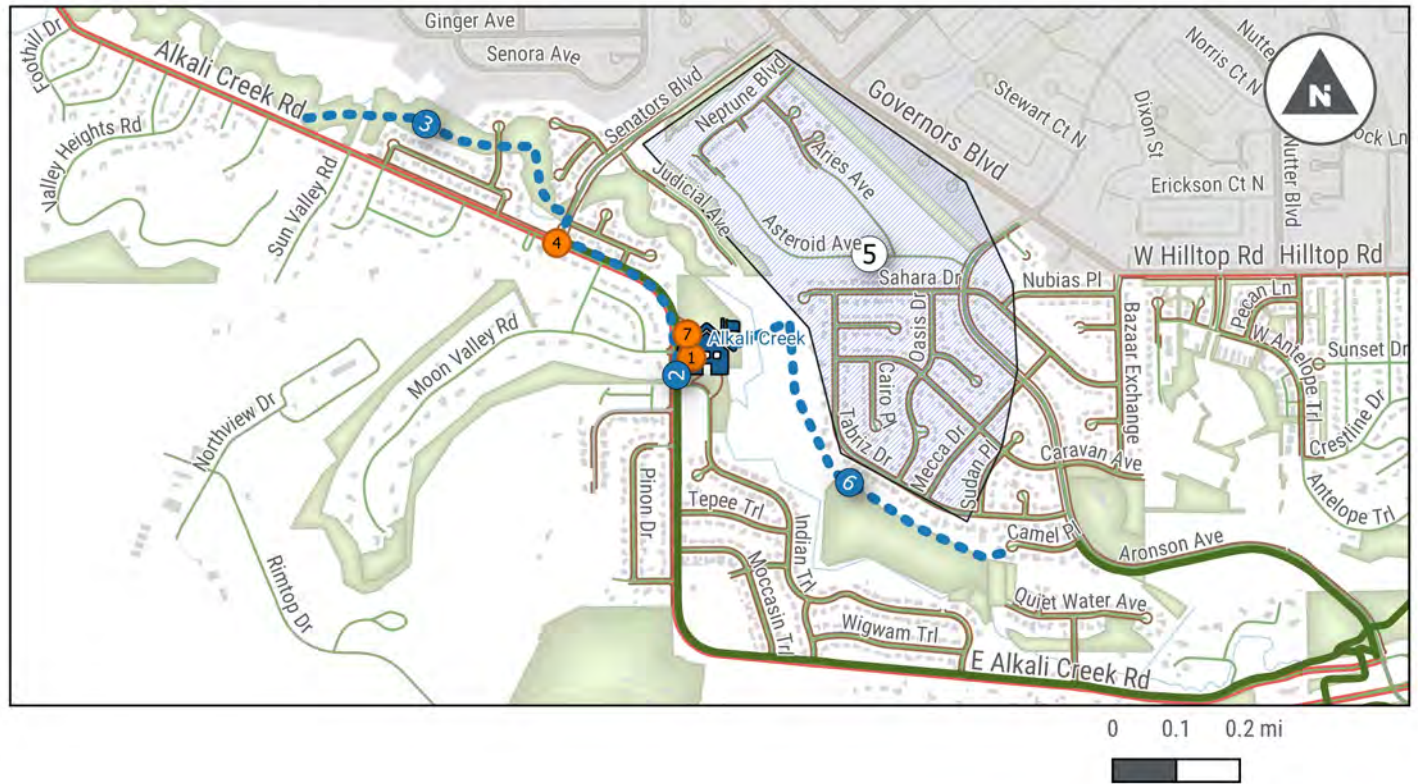 Ginger Ave
Senora Ave
Foothill Dr
Alkali Creek Rd
Valley Heights Rd
Sun Valley Rd
3
4
Senators Blvd
Neptune Blvd
Judicial Ave
Aries Ave
Asteroid Ave
5
Governors Blvd
Stewart Ct N
Norris Ct N
Dixon St
Erickson Ct N
Nutter Blvd
N
ock Ln
W Hilltop Rd
Hilltop Rd
Sahara Dr
Nubias Pl
Oasis Dr
Cairo Pl
Tabriz Dr
Mecca Dr
Sudan Pl
Bazaar Exchange
Caravan Ave
Pecan Ln
W Antelope Trl
Sunset Dr
Crestline Dr
Antelope Trl
7
Alkali Creek
1
2
Moon Valley Rd
Northview Dr
Rimtop Dr
Pinon Dr
Tepee Trl
Indian Trl
Moccasin Trl
Wigwam Trl
6
Camel Pl
Aronson Ave
Quiet Water Ave
E Alkali Creek Rd
0 0.1 0.2 mi